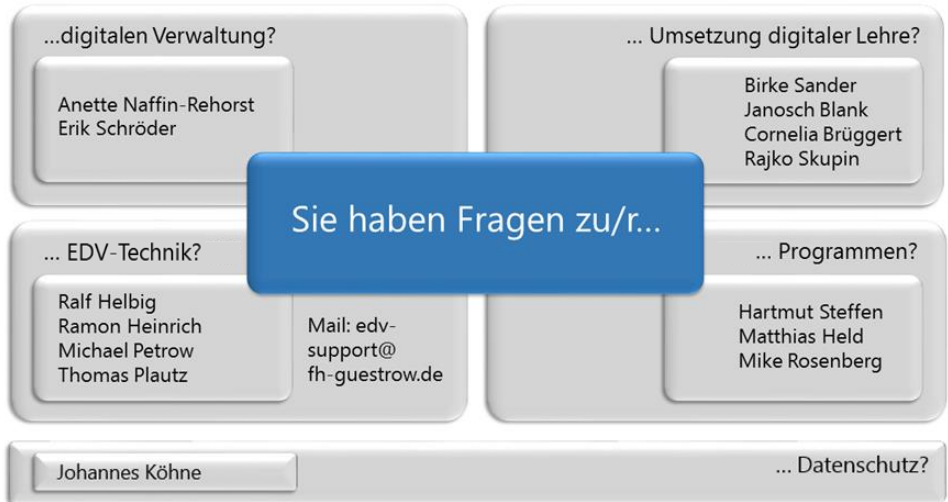 ...digitalen Verwaltung?
Anette Naffin-Rehorst
Erik Schröder
... Umsetzung digitaler Lehre?
Birke Sander
Janosch Blank
Cornelia Brüggert
Rajko Skupin
Sie haben Fragen zu/r...
... EDV-Technik?
Ralf Helbig
Ramon Heinrich
Michael Petrow
Thomas Plautz
Mail: edv-
support@
fh-guestrow.de
... Programmen?
Hartmut Steffen
Matthias Held
Mike Rosenberg
Johannes Köhne
... Datenschutz?